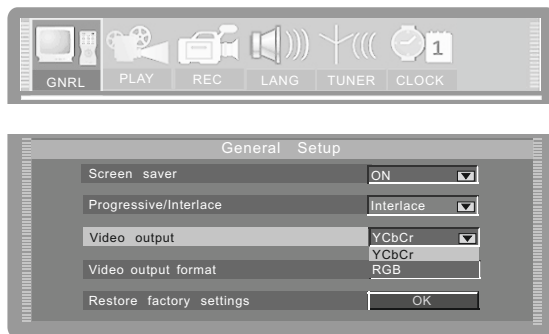 1
GNRL PLAY REC LANG TUNER CLOCK
General Setup
Screen saver ON
Progressive/Interlace Interlace
Video output YCbCr
YCbCr
Video output format RGB
Restore factory settings OK